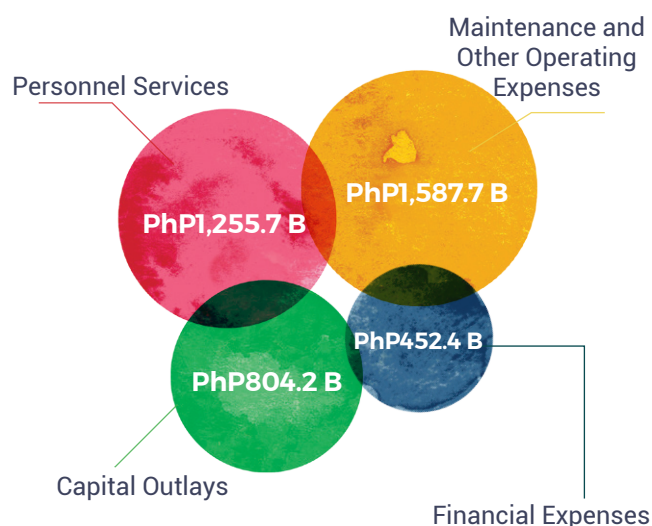 Maintenance and
Other Operating
Expenses
Personnel Services
PhP1,587.7 B
PhP1,255.7 B
PhP452.4 B
PhP804.2 B
Capital Outlays
Financial Expenses